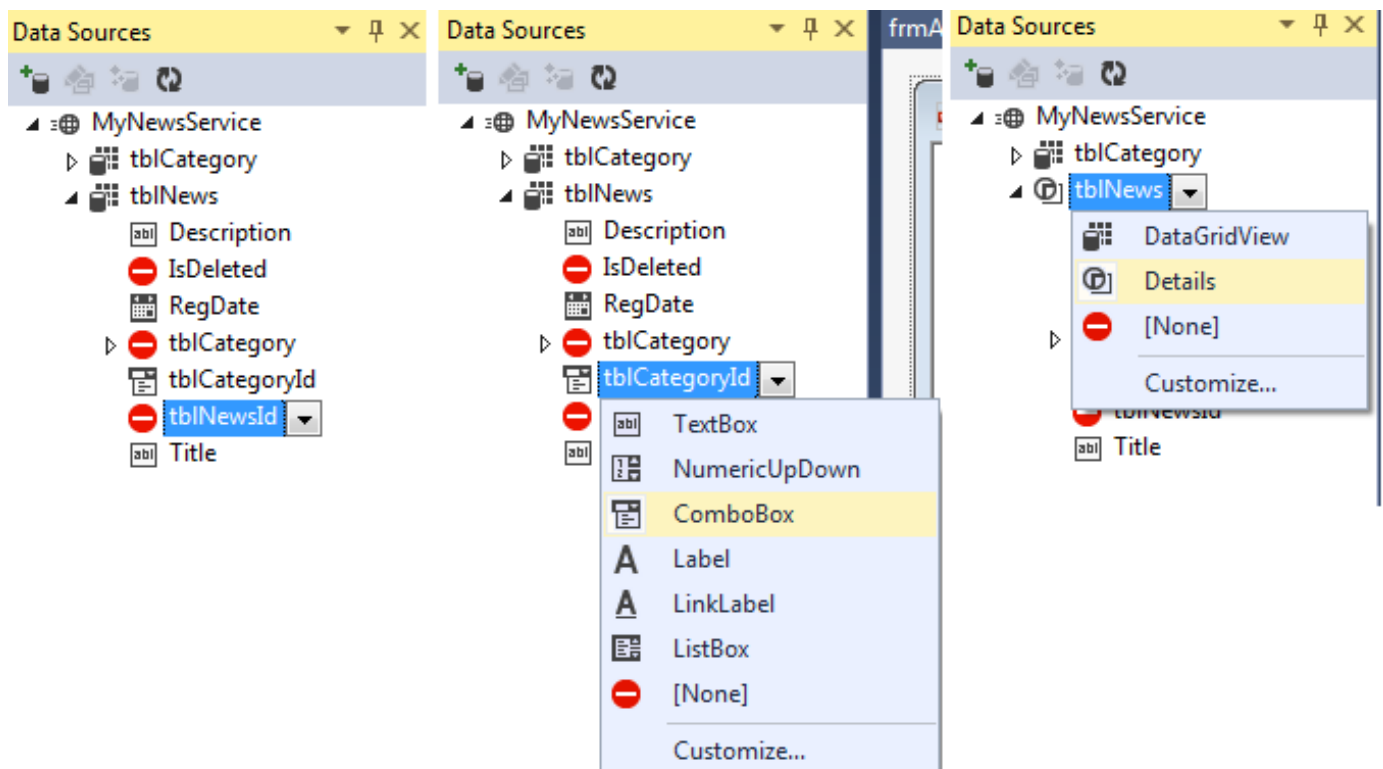 Data Sources
MyNewsService
tblCategory
tblNews
Description
IsDeleted
RegDate
tblCategory
tblCategoryId
tblNewsId
Title
Data Sources
MyNewsService
tblCategory
tblNews
Description
IsDeleted
RegDate
tblCategory
tblCategoryId
TextBox
NumericUpDown
ComboBox
Label
LinkLabel
ListBox
[None]
Customize...
frmA
Data Sources
MyNewsService
tblCategory
tblNews
DataGridView
Details
[None]
Customize...
tblNewsId
Title